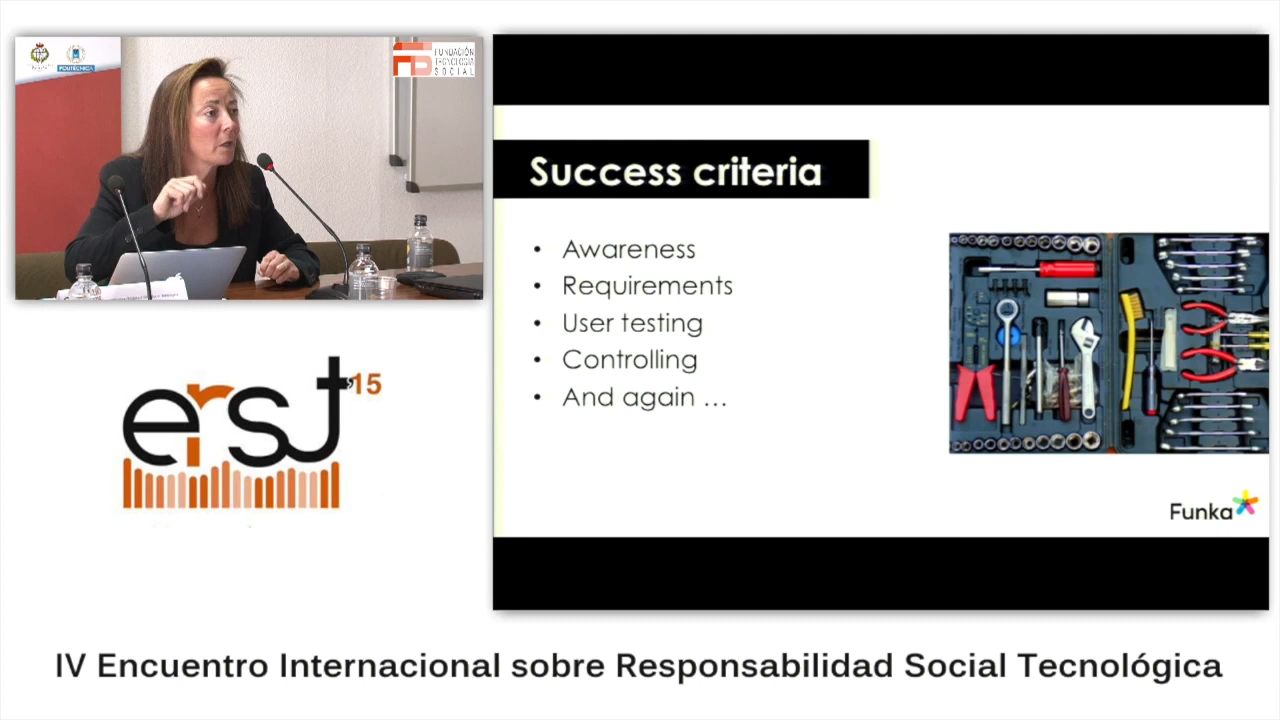 POLITÉCNICA
FUNDACIÓN
TECNOLOGÍA
SOCIAL
Success criteria
• Awareness
• Requirements
• User testing
• Controlling
• And again …
Funka
erst'15
IV Encuentro Internacional sobre Responsabilidad Social Tecnológica